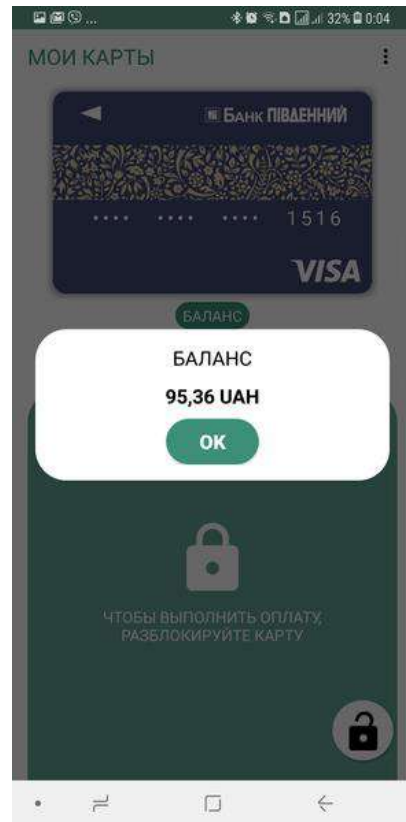 ... 32% 0:04
МОИ КАРТЫ
БАНК ПІВДЕННИЙ
•••• •••• •••• 1516
VISA
БАЛАНС
БАЛАНС
95,36 UAH
OK
ЧТОБЫ ВЫПОЛНИТЬ ОПЛАТУ,
РАЗБЛОКИРУЙТЕ КАРТУ